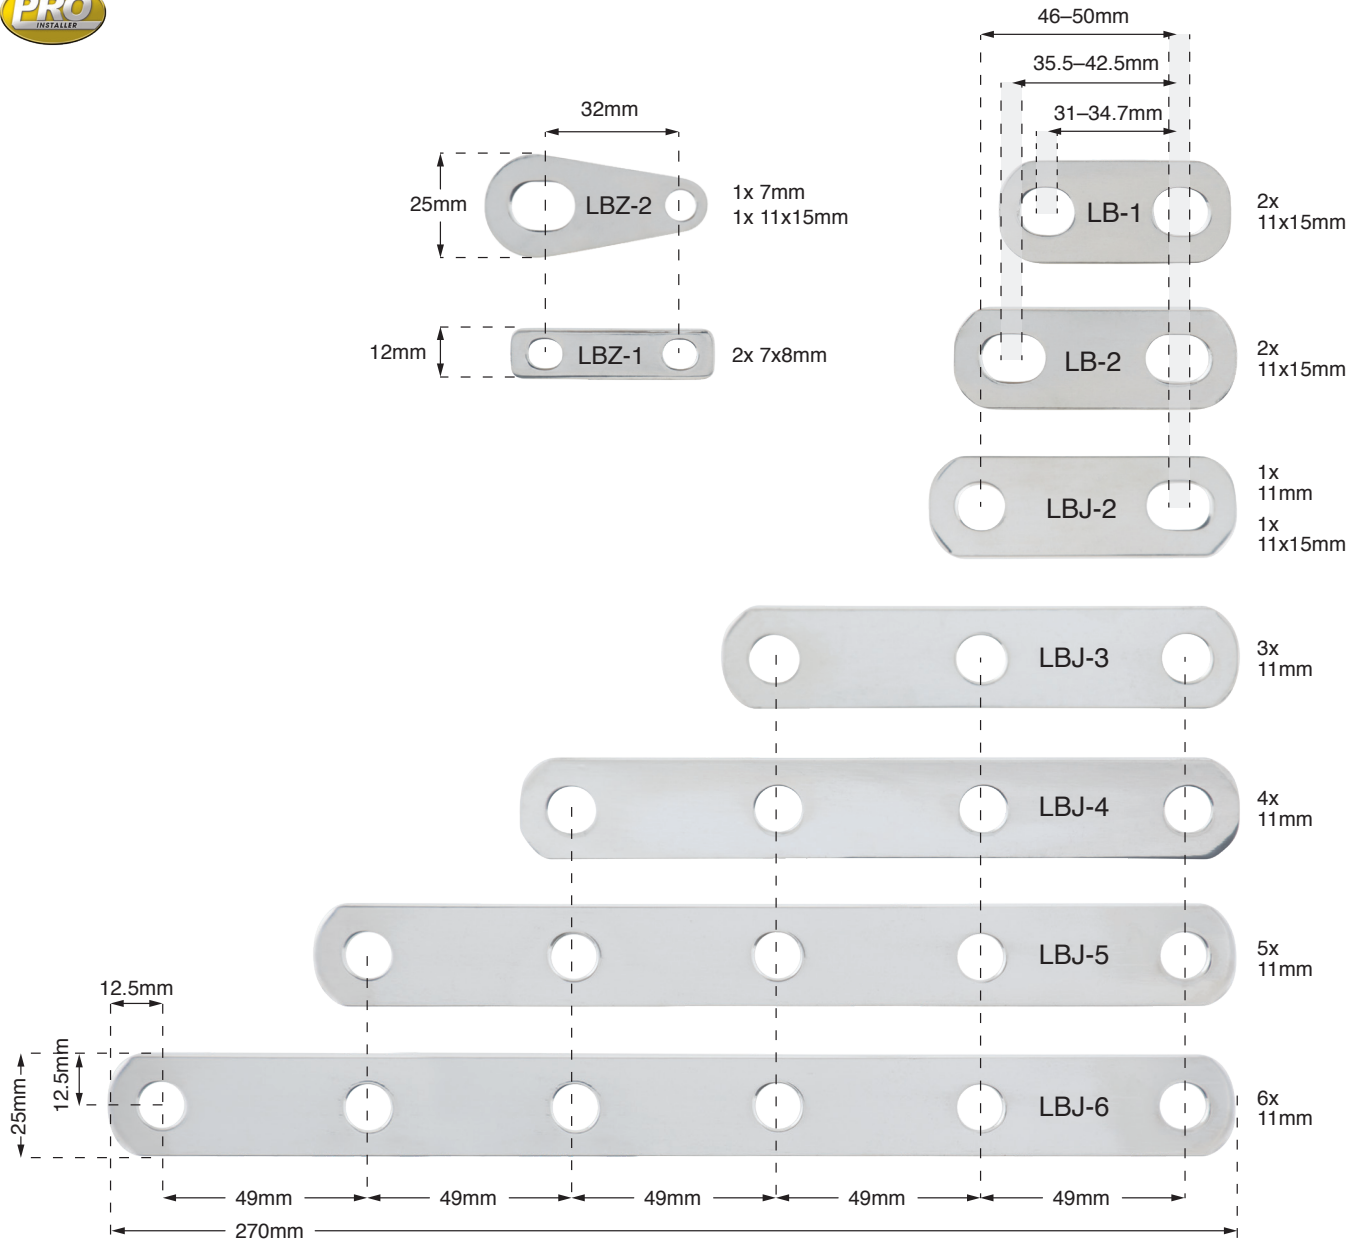 PRO
INSTALLER
46–50mm
35.5–42.5mm
31–34.7mm
32mm
25mm
LBZ-2
1x 7mm
1x 11x15mm
LB-1
2x
11x15mm
12mm
LBZ-1
2x 7x8mm
LB-2
2x
11x15mm
LBJ-2
1x
11mm
1x
11x15mm
LBJ-3
3x
11mm
LBJ-4
4x
11mm
LBJ-5
5x
11mm
12.5mm
12.5mm
25mm
LBJ-6
6x
11mm
49mm
49mm
49mm
49mm
49mm
270mm